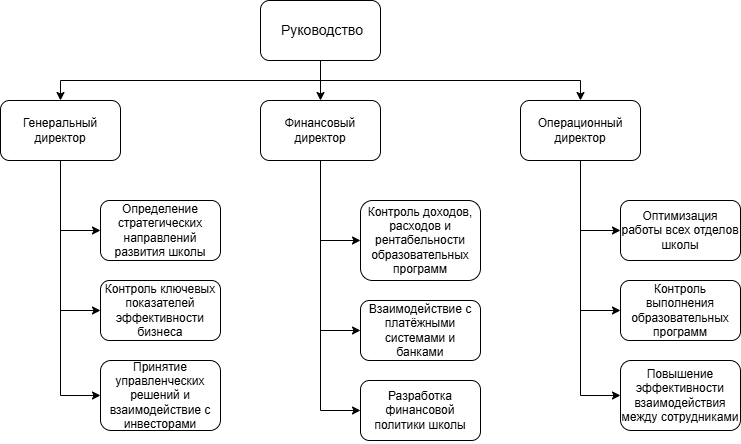 Руководство
Генеральный
директор
Финансовый
директор
Операционный
директор
Определение
стратегических
направлений
развития школы
Контроль ключевых
показателей
эффективности
бизнеса
Принятие
управленческих
решений и
взаимодействие с
инвесторами
Контроль доходов,
расходов и
рентабельности
образовательных
программ
Взаимодействие с
платёжными
системами и
банками
Разработка
финансовой
политики школы
Оптимизация
работы всех отделов
школы
Контроль
выполнения
образовательных
программ
Повышение
эффективности
взаимодействия
между сотрудниками